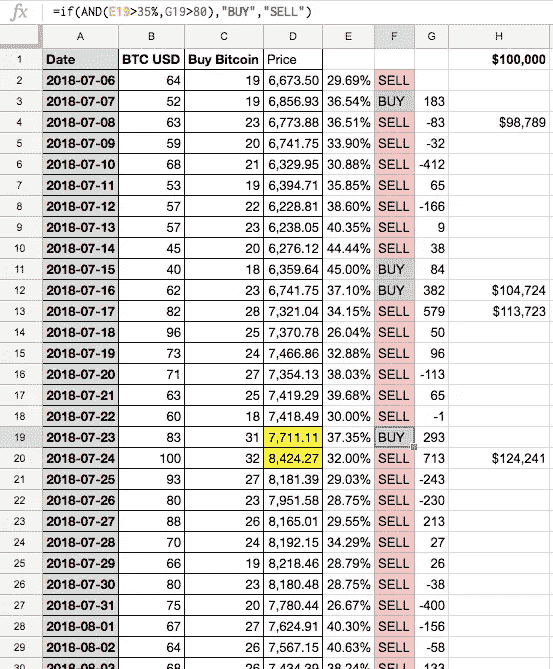 fx =if(AND(E19>35%,G19>80),"BUY","SELL")
A B C D E F G H
1 Date BTC USD Buy Bitcoin Price $100,000
2 2018-07-06 64 19 6,673.50 29.69% SELL
3 2018-07-07 52 19 6,856.93 36.54% BUY 183
4 2018-07-08 63 23 6,773.88 36.51% SELL -83 $98,789
5 2018-07-09 59 20 6,741.75 33.90% SELL -32
6 2018-07-10 68 21 6,329.95 30.88% SELL -412
7 2018-07-11 53 19 6,394.71 35.85% SELL 65
8 2018-07-12 57 22 6,228.81 38.60% SELL -166
9 2018-07-13 57 23 6,238.05 40.35% SELL 9
10 2018-07-14 45 20 6,276.12 44.44% SELL 38
11 2018-07-15 40 18 6,359.64 45.00% BUY 84
12 2018-07-16 62 23 6,741.75 37.10% BUY 382 $104,724
13 2018-07-17 82 28 7,321.04 34.15% SELL 579 $113,723
14 2018-07-18 96 25 7,370.78 26.04% SELL 50
15 2018-07-19 73 24 7,466.86 32.88% SELL 96
16 2018-07-20 71 27 7,354.13 38.03% SELL -113
17 2018-07-21 63 25 7,419.29 39.68% SELL 65
18 2018-07-22 60 18 7,418.49 30.00% SELL -1
19 2018-07-23 83 31 7,711.11 37.35% BUY 293
20 2018-07-24 100 32 8,424.27 32.00% SELL 713 $124,241
21 2018-07-25 93 27 8,181.39 29.03% SELL -243
22 2018-07-26 80 23 7,951.58 28.75% SELL -230
23 2018-07-27 88 26 8,165.01 29.55% SELL 213
24 2018-07-28 70 24 8,192.15 34.29% SELL 27
25 2018-07-29 66 19 8,218.46 28.79% SELL 26
26 2018-07-30 80 23 8,180.48 28.75% SELL -38
27 2018-07-31 75 20 7,780.44 26.67% SELL -400
28 2018-08-01 67 27 7,624.91 40.30% SELL -156
29 2018-08-02 64 26 7,567.15 40.63% SELL -58
30 2018-08-03 68 26 7,434.39 38.24% SELL -133